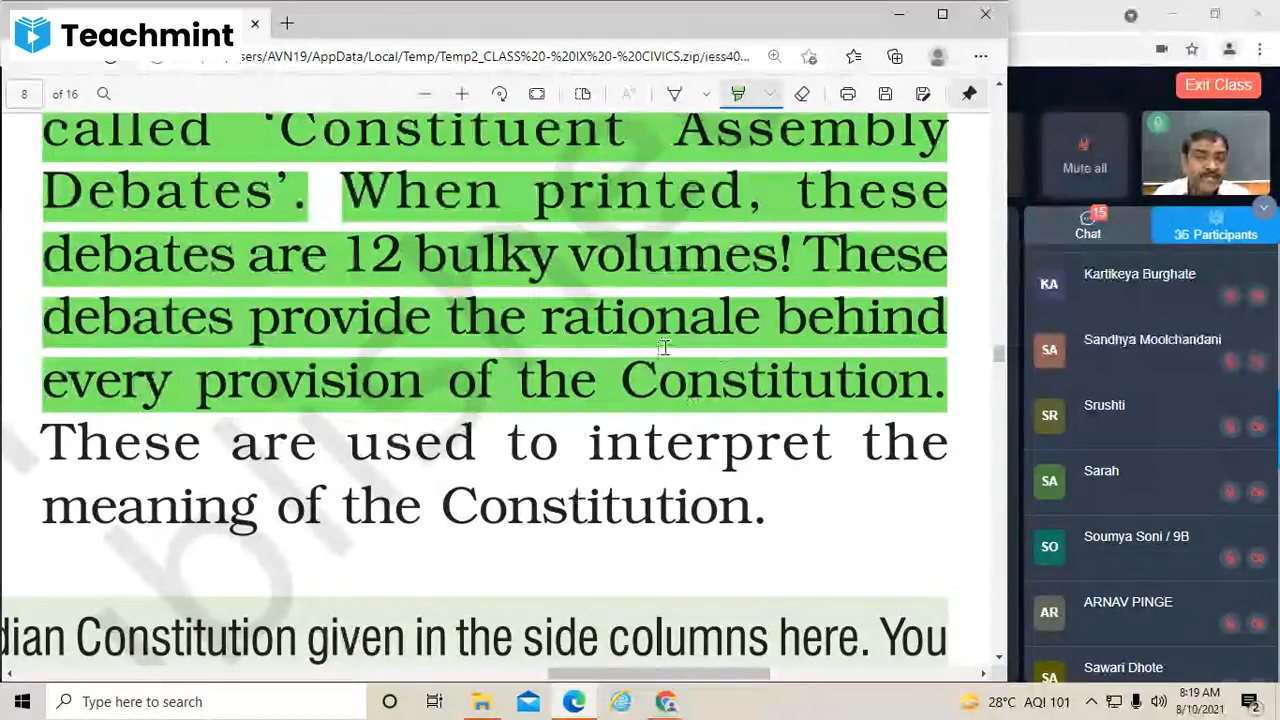 Teachmint
sers/AVN19/AppData/Local/Temp/Temp2_CLASS%20-%20IX%20-%20CIVICS.zip/iess40...
8 of 16
Exit Class
called 'Constituent Assembly
Debates'. When printed, these
debates are 12 bulky volumes! These
debates provide the rationale behind
every provision of the Constitution.
These are used to interpret the
meaning of the Constitution.
dian Constitution given in the side columns here. You
Mute all
15
Chat
36 Participants
KA Kartikeya Burghate
SA Sandhya Moolchandani
SR Srushti
SA Sarah
SO Soumya Soni / 9B
AR ARNAV PINGE
SA Sawari Dhote
Type here to search
28°C AQI 101
8:19 AM
8/10/2021
2